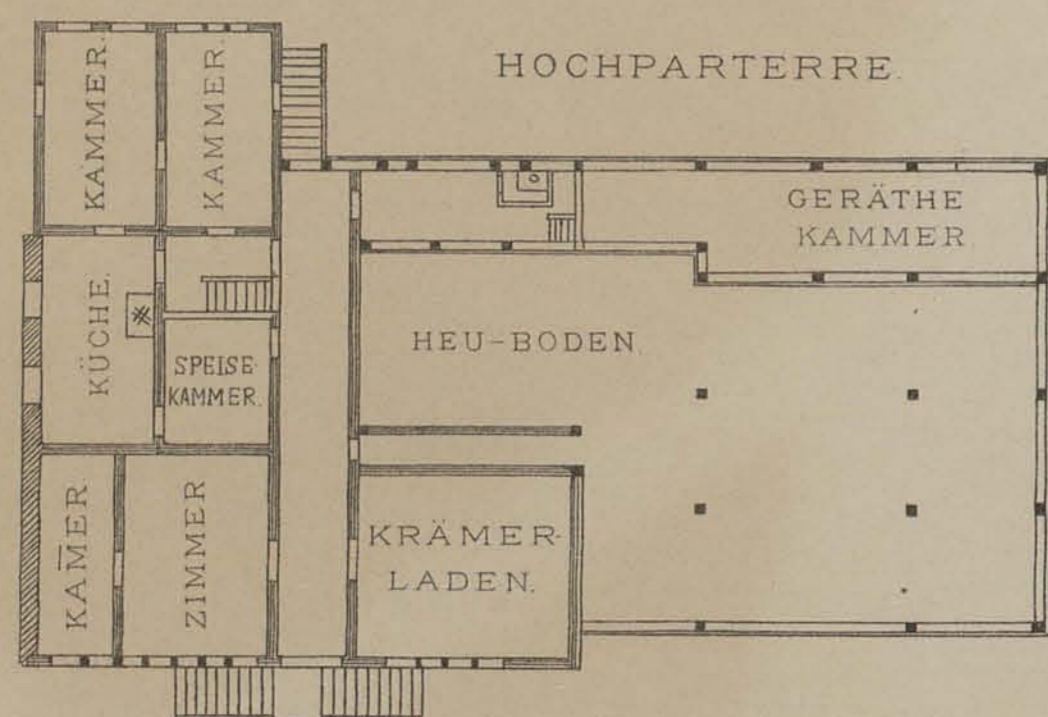 HOCHPARTERRE.
KAMMER.
KAMMER.
GERÄTHE
KAMMER
KÜCHE.
HEU-BODEN.
SPEISE-
KAMMER.
KAM̅ER.
ZIMMER
KRÄMER-
LADEN.